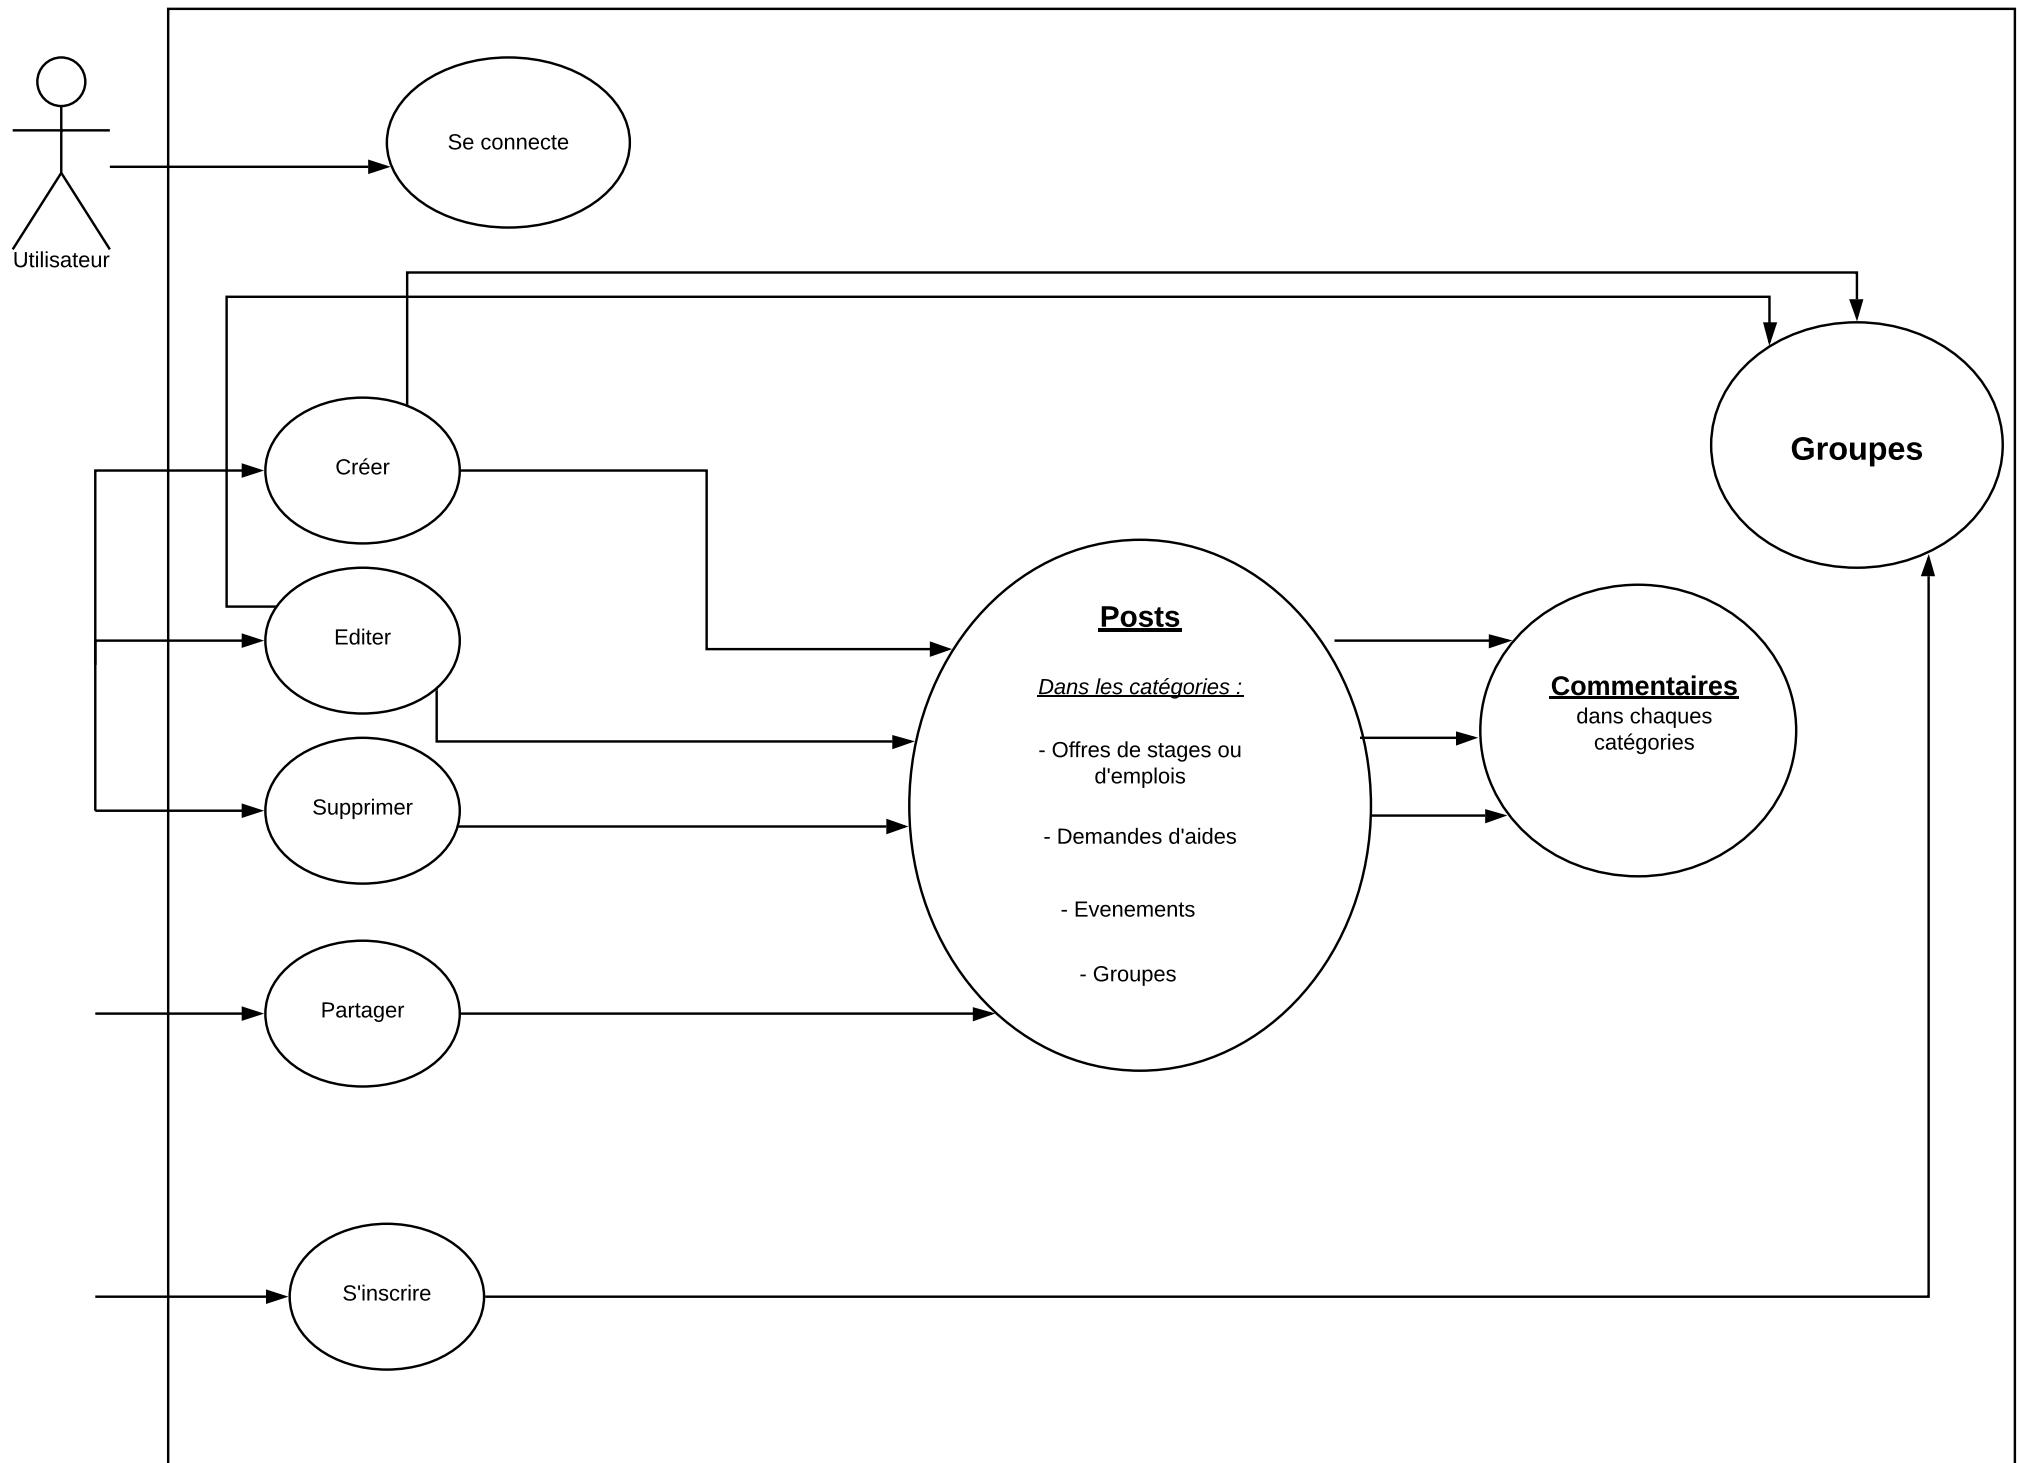 Se connecte
Utilisateur
Groupes
Créer
Editer
Supprimer
Partager
S'inscrire
Posts
Dans les catégories :
- Offres de stages ou
d'emplois
- Demandes d'aides
- Evenements
- Groupes
Commentaires
dans chaques
catégories